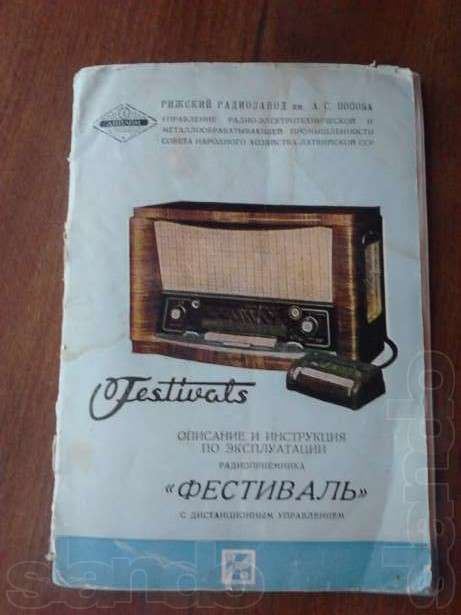 РИЖСКИЙ РАДИОЗАВОД им. А. С. ПОПОВА
УПРАВЛЕНИЕ РАДИО-ЭЛЕКТРОТЕХНИЧЕСКОЙ И
МЕТАЛЛООБРАБАТЫВАЮЩЕЙ ПРОМЫШЛЕННОСТИ
СОВЕТА НАРОДНОГО ХОЗЯЙСТВА ЛАТВИЙСКОЙ ССР
Festivals
ОПИСАНИЕ И ИНСТРУКЦИЯ
ПО ЭКСПЛУАТАЦИИ
РАДИОПРИЕМНИКА
«ФЕСТИВАЛЬ»
С ДИСТАНЦИОННЫМ УПРАВЛЕНИЕМ